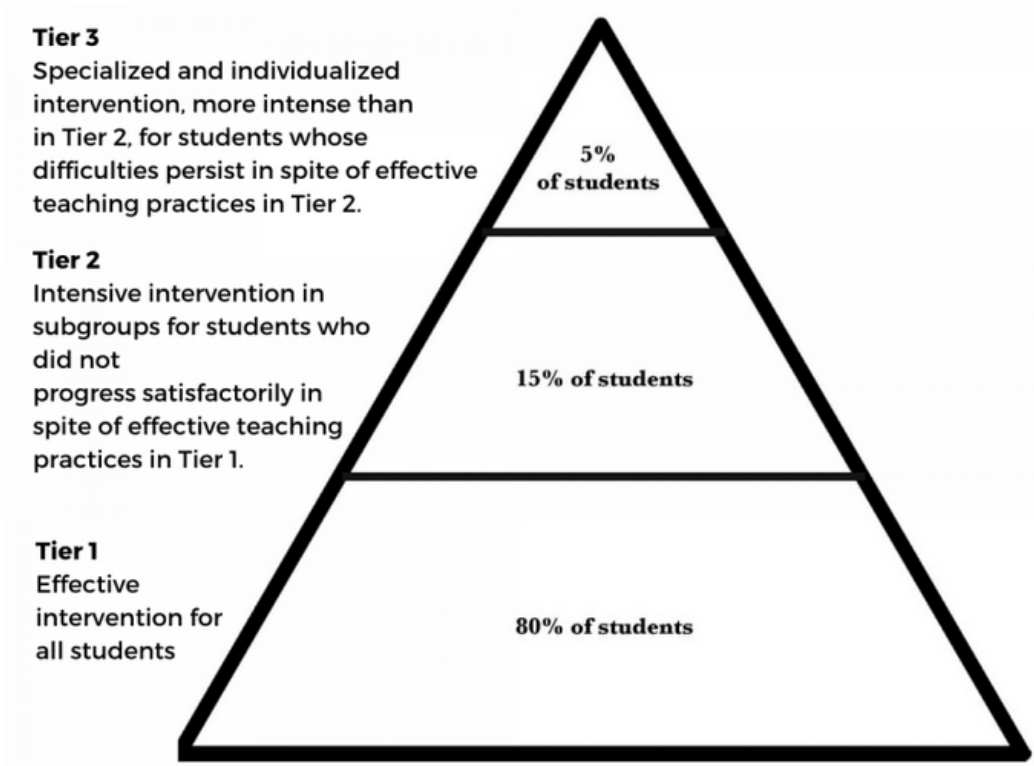 Tier 3
Specialized and individualized
intervention, more intense than
in Tier 2, for students whose
difficulties persist in spite of effective
teaching practices in Tier 2.
5%
of students
Tier 2
Intensive intervention in
subgroups for students who
did not
progress satisfactorily in
spite of effective teaching
practices in Tier 1.
15% of students
Tier 1
Effective
intervention for
all students
80% of students